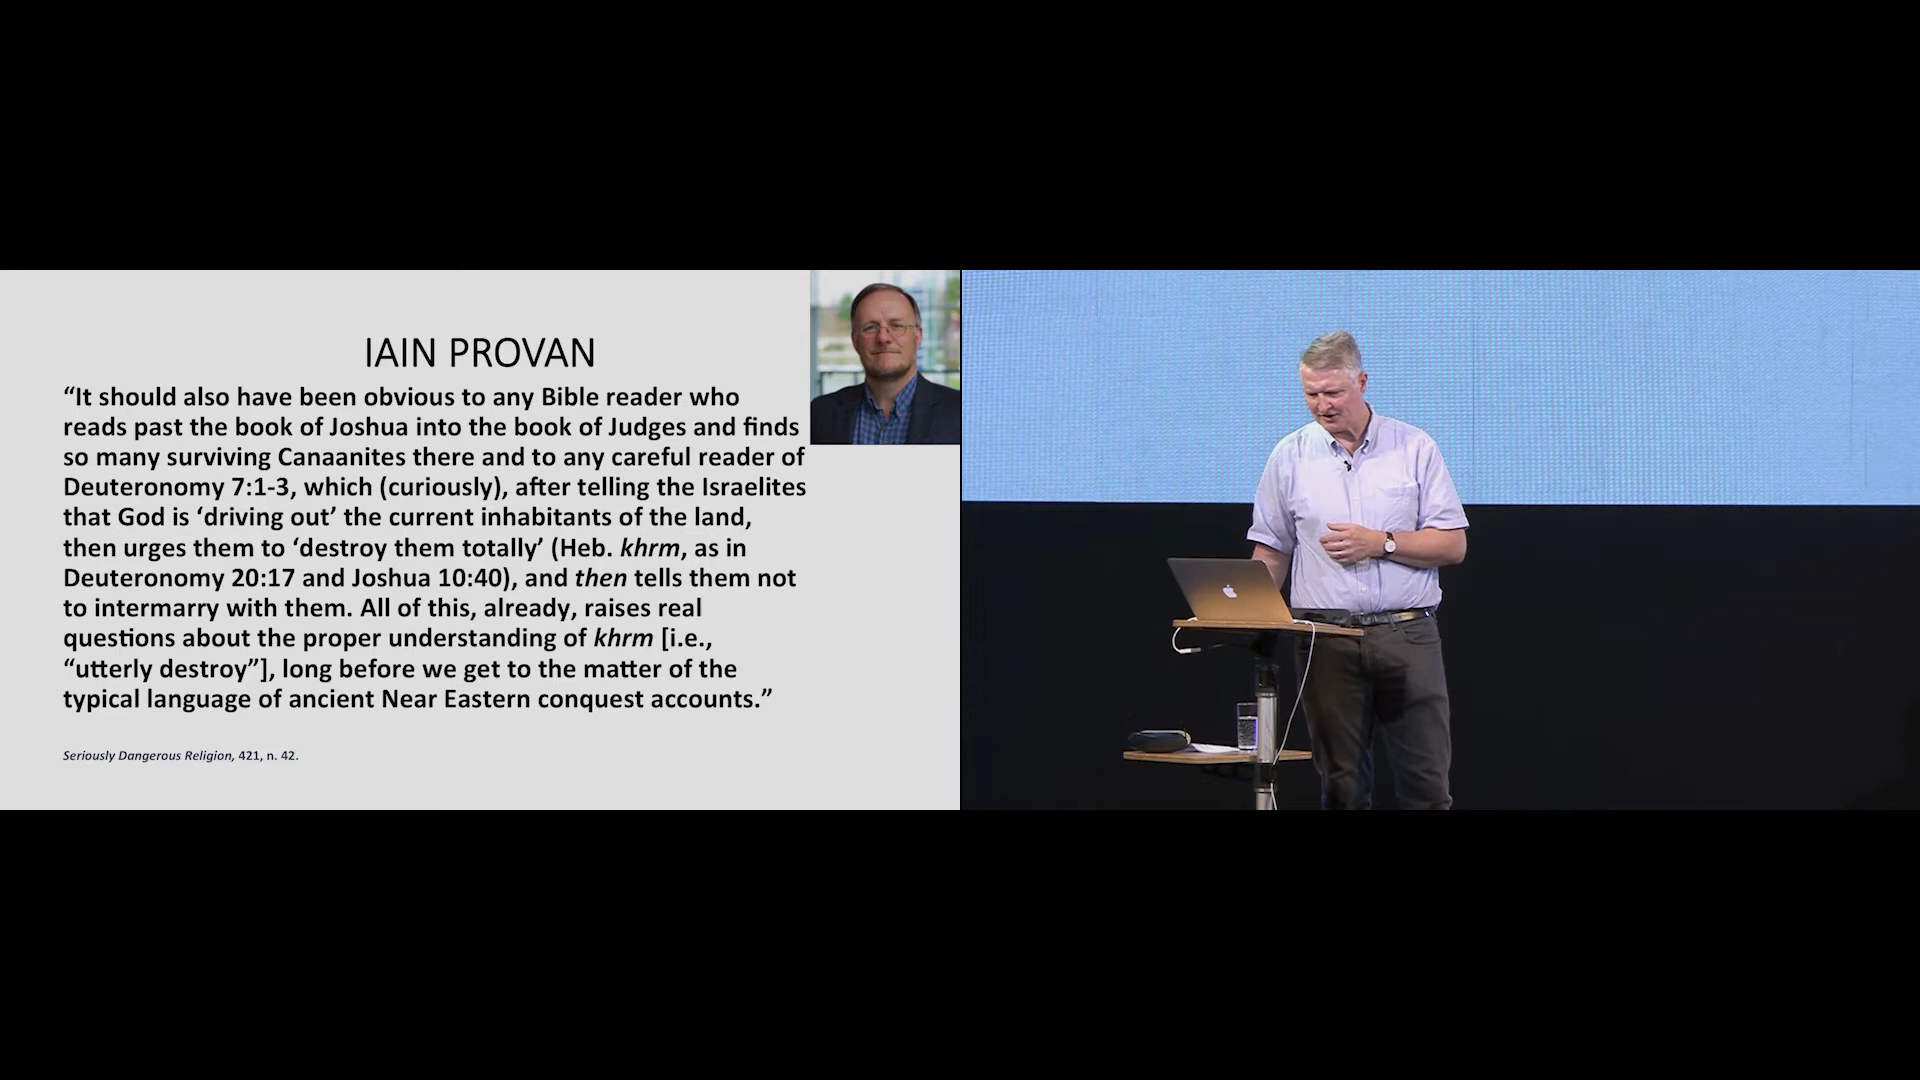 IAIN PROVAN
“It should also have been obvious to any Bible reader who
reads past the book of Joshua into the book of Judges and finds
so many surviving Canaanites there and to any careful reader of
Deuteronomy 7:1-3, which (curiously), after telling the Israelites
that God is ‘driving out’ the current inhabitants of the land,
then urges them to ‘destroy them totally’ (Heb. khrm, as in
Deuteronomy 20:17 and Joshua 10:40), and then tells them not
to intermarry with them. All of this, already, raises real
questions about the proper understanding of khrm [i.e.,
“utterly destroy”], long before we get to the matter of the
typical language of ancient Near Eastern conquest accounts.”
Seriously Dangerous Religion, 421, n. 42.